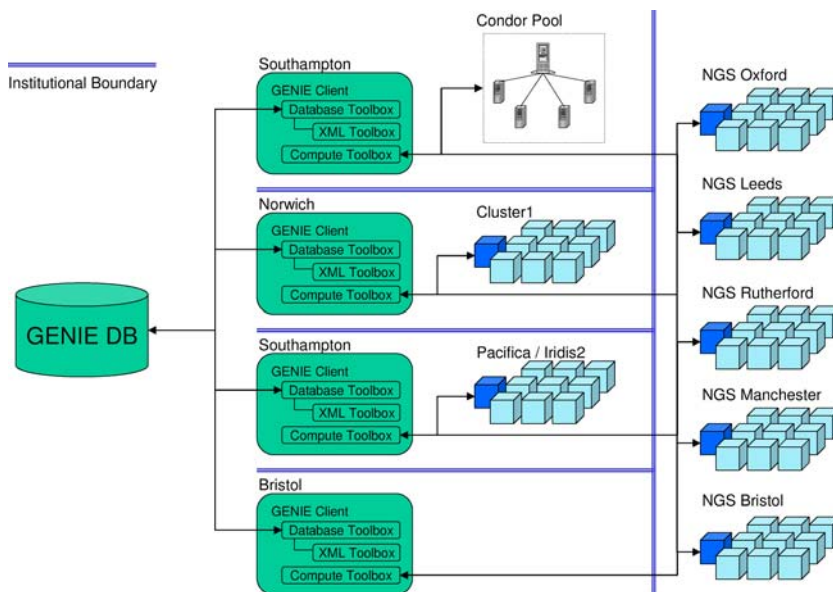 Institutional Boundary
GENIE DB
Southampton
GENIE Client
Database Toolbox
XML Toolbox
Compute Toolbox
Condor Pool
Norwich
GENIE Client
Database Toolbox
XML Toolbox
Compute Toolbox
Cluster1
Southampton
GENIE Client
Database Toolbox
XML Toolbox
Compute Toolbox
Pacifica / Iridis2
Bristol
GENIE Client
Database Toolbox
XML Toolbox
Compute Toolbox
NGS Oxford
NGS Leeds
NGS Rutherford
NGS Manchester
NGS Bristol